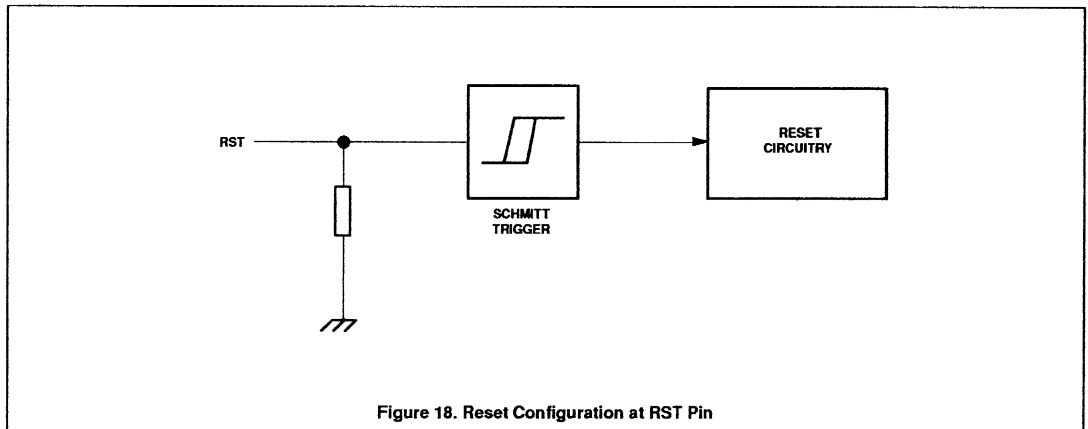 RST
SCHMITT
TRIGGER
RESET
CIRCUITRY
Figure 18. Reset Configuration at RST Pin